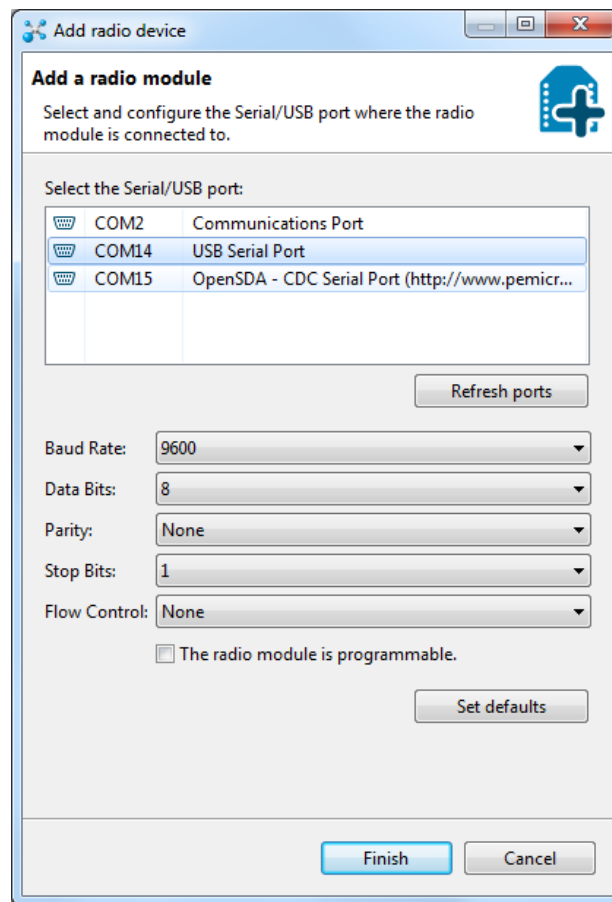 Add radio device
Add a radio module
Select and configure the Serial/USB port where the radio
module is connected to.
Select the Serial/USB port:
COM2 Communications Port
COM14 USB Serial Port
COM15 OpenSDA - CDC Serial Port (http://www.pemicr...
Refresh ports
Baud Rate: 9600
Data Bits: 8
Parity: None
Stop Bits: 1
Flow Control: None
The radio module is programmable.
Set defaults
Finish Cancel